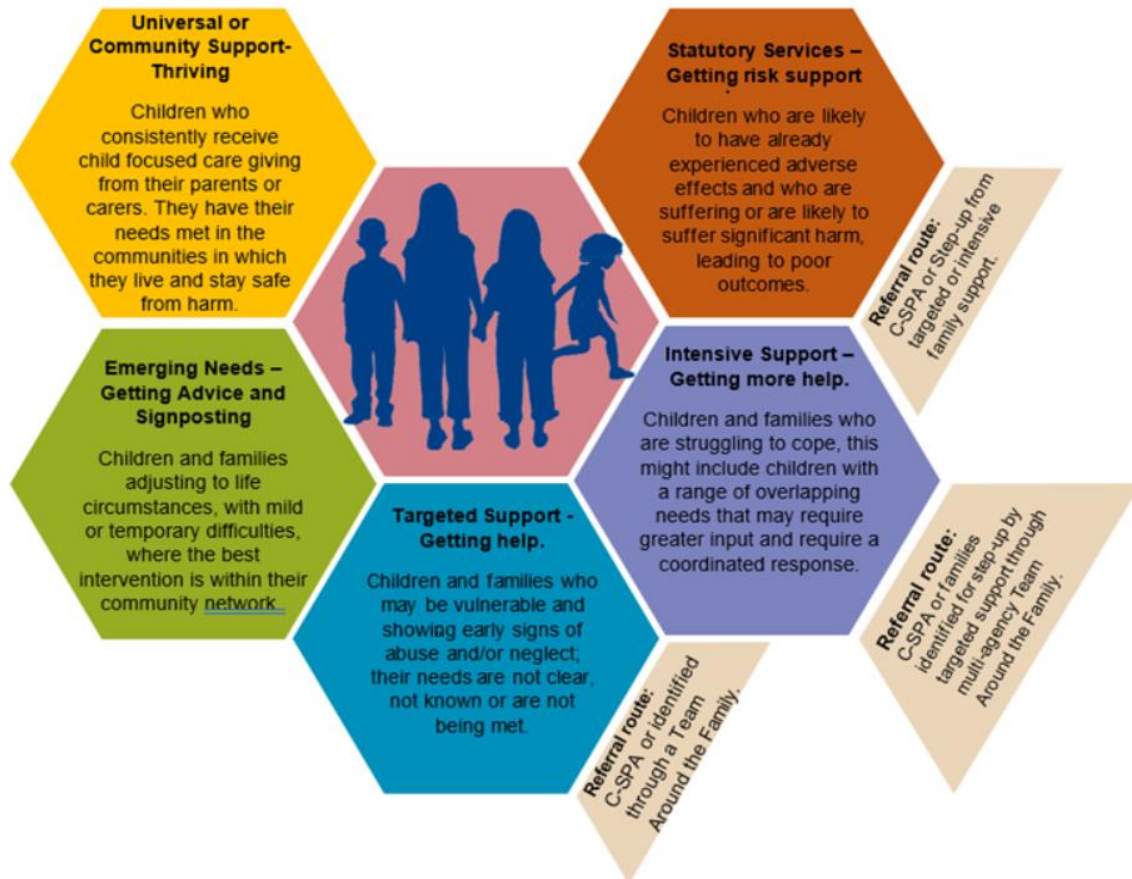 Universal or
Community Support-
Thriving
Children who
consistently receive
child focused care giving
from their parents or
carers. They have their
needs met in the
communities in which
they live and stay safe
from harm.
Emerging Needs –
Getting Advice and
Signposting
Children and families
adjusting to life
circumstances, with mild
or temporary difficulties,
where the best
intervention is within their
community network.
Targeted Support -
Getting help.
Children and families who
may be vulnerable and
showing early signs of
abuse and/or neglect;
their needs are not clear,
not known or are not
being met.
Referral route:
C-SPA or identified
through a Team
Around the Family.
Intensive Support –
Getting more help.
Children and families who
are struggling to cope, this
might include children with
a range of overlapping
needs that may require
greater input and require a
coordinated response.
Referral route:
C-SPA or families
identified for step-up by
targeted support through
multi-agency Team
Around the Family.
Statutory Services –
Getting risk support
.
Children who are likely
to have already
experienced adverse
effects and who are
suffering or are likely to
suffer significant harm,
leading to poor
outcomes.
Referral route:
C-SPA or Step-up from
targeted or intensive
family support.